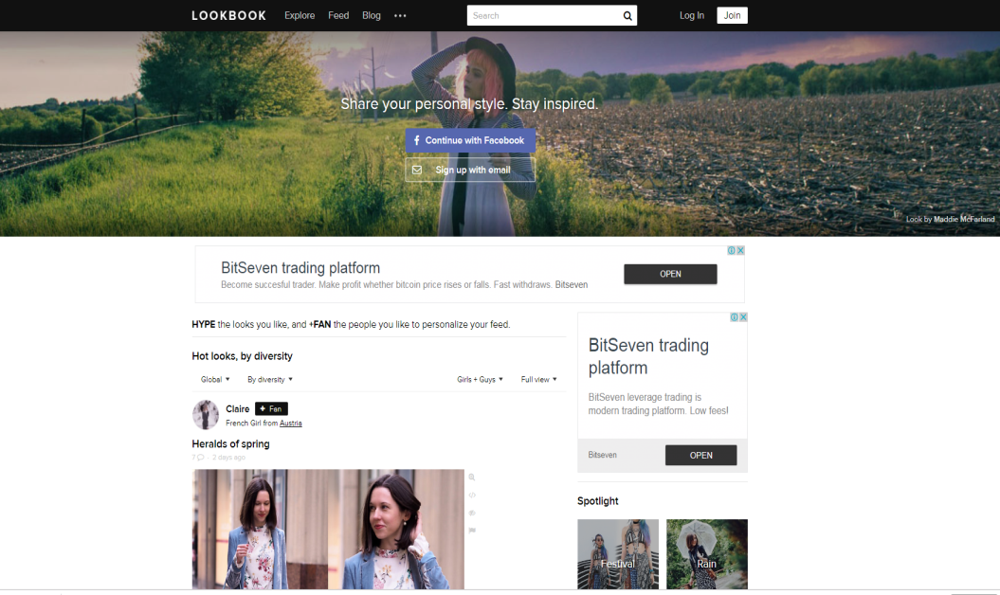 LOOKBOOK Explore Feed Blog ••• Search Log In Join
Share your personal style. Stay inspired.
f Continue with Facebook
Sign up with email
Look by Maddie McFarland
BitSeven trading platform
Become succesful trader. Make profit whether bitcoin price rises or falls. Fast withdraws. Bitseven
OPEN
HYPE the looks you like, and +FAN the people you like to personalize your feed.
Hot looks, by diversity
Global ▼ By diversity ▼ Girls + Guys ▼ Full view ▼
Claire + Fan
French Girl from Austria
Heralds of spring
7 · 2 days ago
BitSeven trading
platform
BitSeven leverage trading is
modern trading platform. Low fees!
Bitseven OPEN
Spotlight
Festival Rain